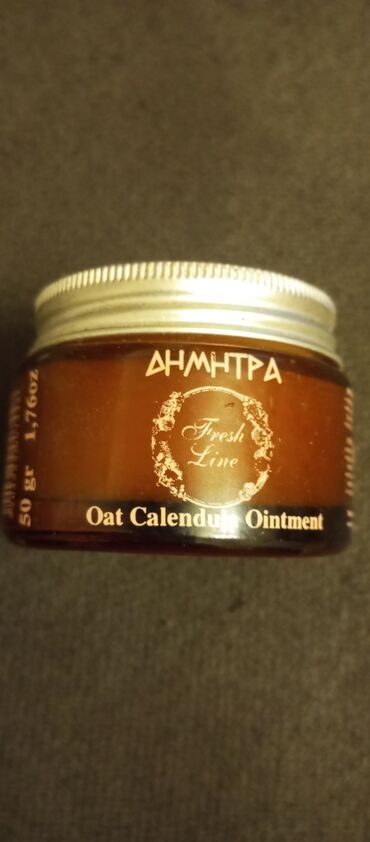 ΔΗΜΗΤΡΑ
Fresh
Line
Oat Calendula Ointment
50 gr 1,76oz